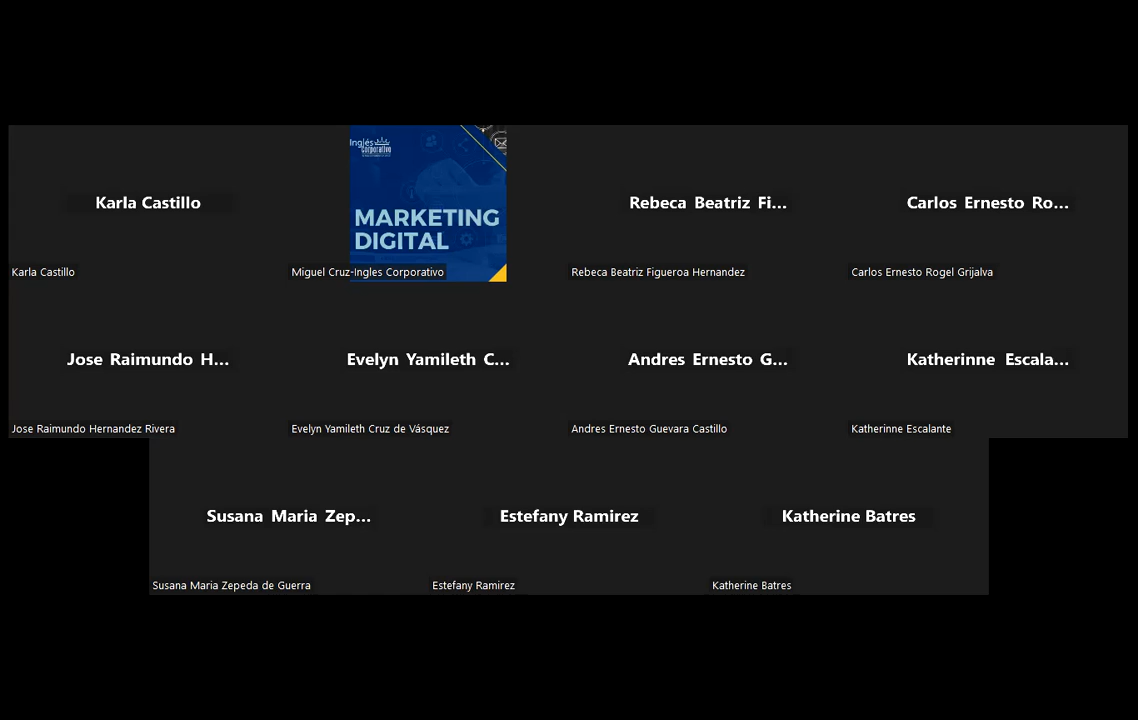 Karla Castillo
Karla Castillo
Inglés
Corporativo
MARKETING
DIGITAL
Miguel Cruz-Ingles Corporativo
Rebeca Beatriz Fi...
Rebeca Beatriz Figueroa Hernandez
Carlos Ernesto Ro...
Carlos Ernesto Rogel Grijalva
Jose Raimundo H...
Jose Raimundo Hernandez Rivera
Evelyn Yamileth C...
Evelyn Yamileth Cruz de Vásquez
Andres Ernesto G...
Andres Ernesto Guevara Castillo
Katherinne Escala...
Katherinne Escalante
Susana Maria Zep...
Susana Maria Zepeda de Guerra
Estefany Ramirez
Estefany Ramirez
Katherine Batres
Katherine Batres